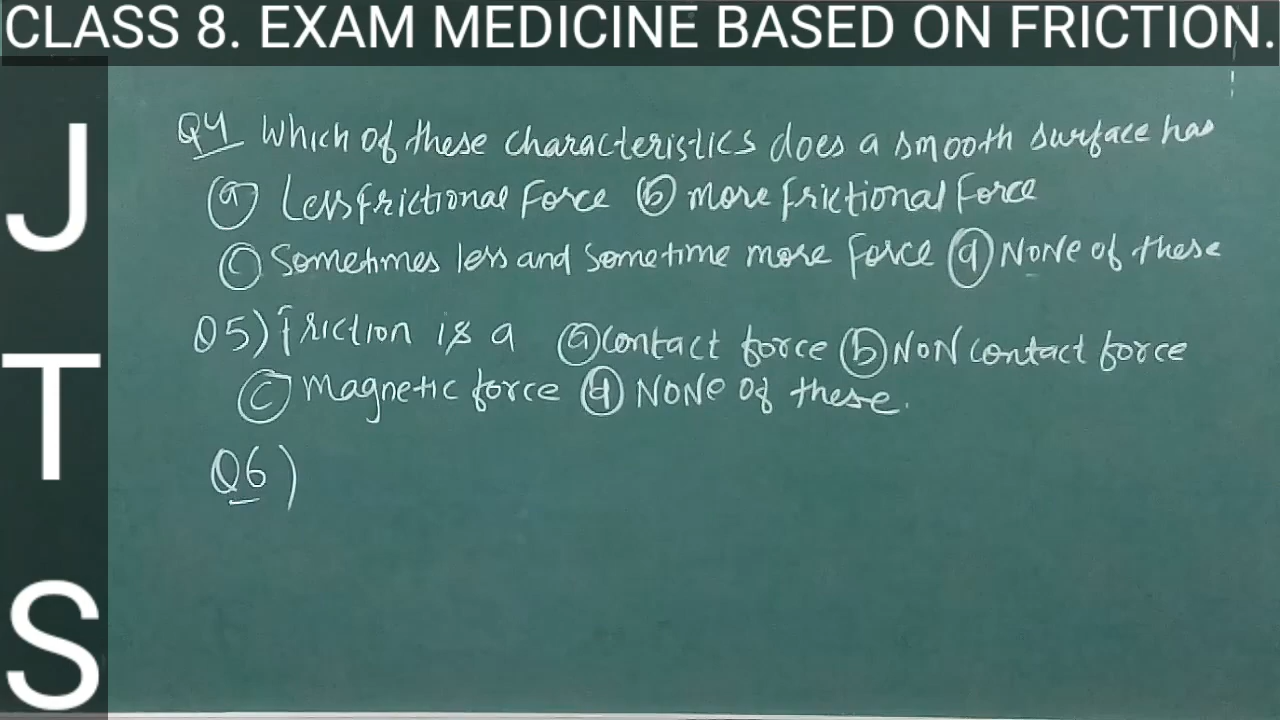 CLASS 8. EXAM MEDICINE BASED ON FRICTION.
J
T
S
Q4 Which of these characteristics does a smooth surface has
(a) Less frictional Force (b) more frictional Force
(c) Sometimes less and sometime more Force (d) NONE of these
Q5) friction is a (a) contact force (b) NON contact force
(c) Magnetic force (d) NONe of these.
Q6)